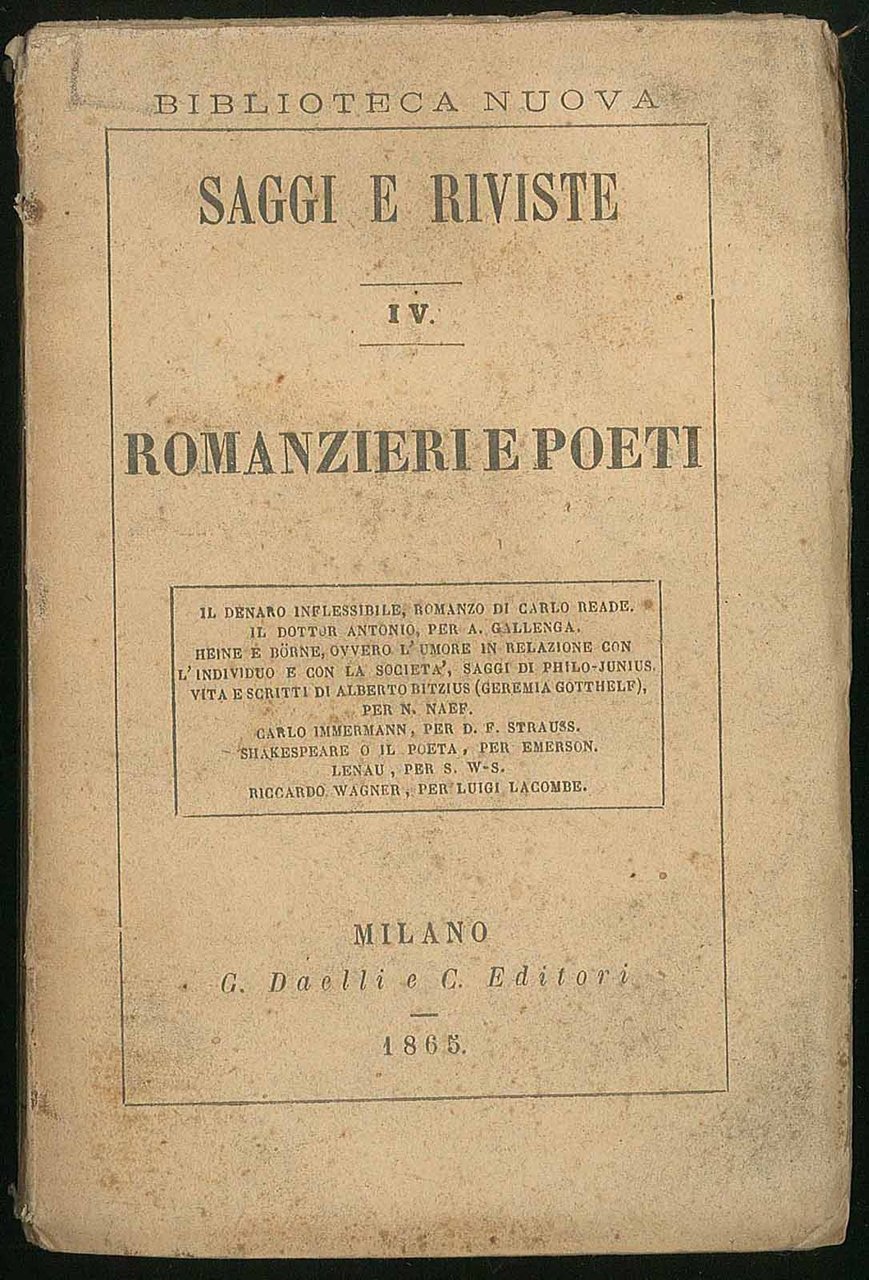 BIBLIOTECA NUOVA
SAGGI E RIVISTE
IV.
ROMANZIERI E POETI
IL DENARO INFLESSIBILE, ROMANZO DI CARLO READE.
IL DOTTOR ANTONIO, PER A. GALLENGA.
HEINE E BÖRNE, OVVERO L'UMORE IN RELAZIONE CON
L'INDIVIDUO E CON LA SOCIETA', SAGGI DI PHILO-JUNIUS.
VITA E SCRITTI DI ALBERTO BITZIUS (GEREMIA GOTTHELF),
PER N. NAEF.
CARLO IMMERMANN, PER D. F. STRAUSS.
SHAKESPEARE O IL POETA, PER EMERSON.
LENAU, PER S. W-S.
RICCARDO WAGNER, PER LUIGI LACOMBE.
MILANO
G. Daelli e C. Editori
1865.